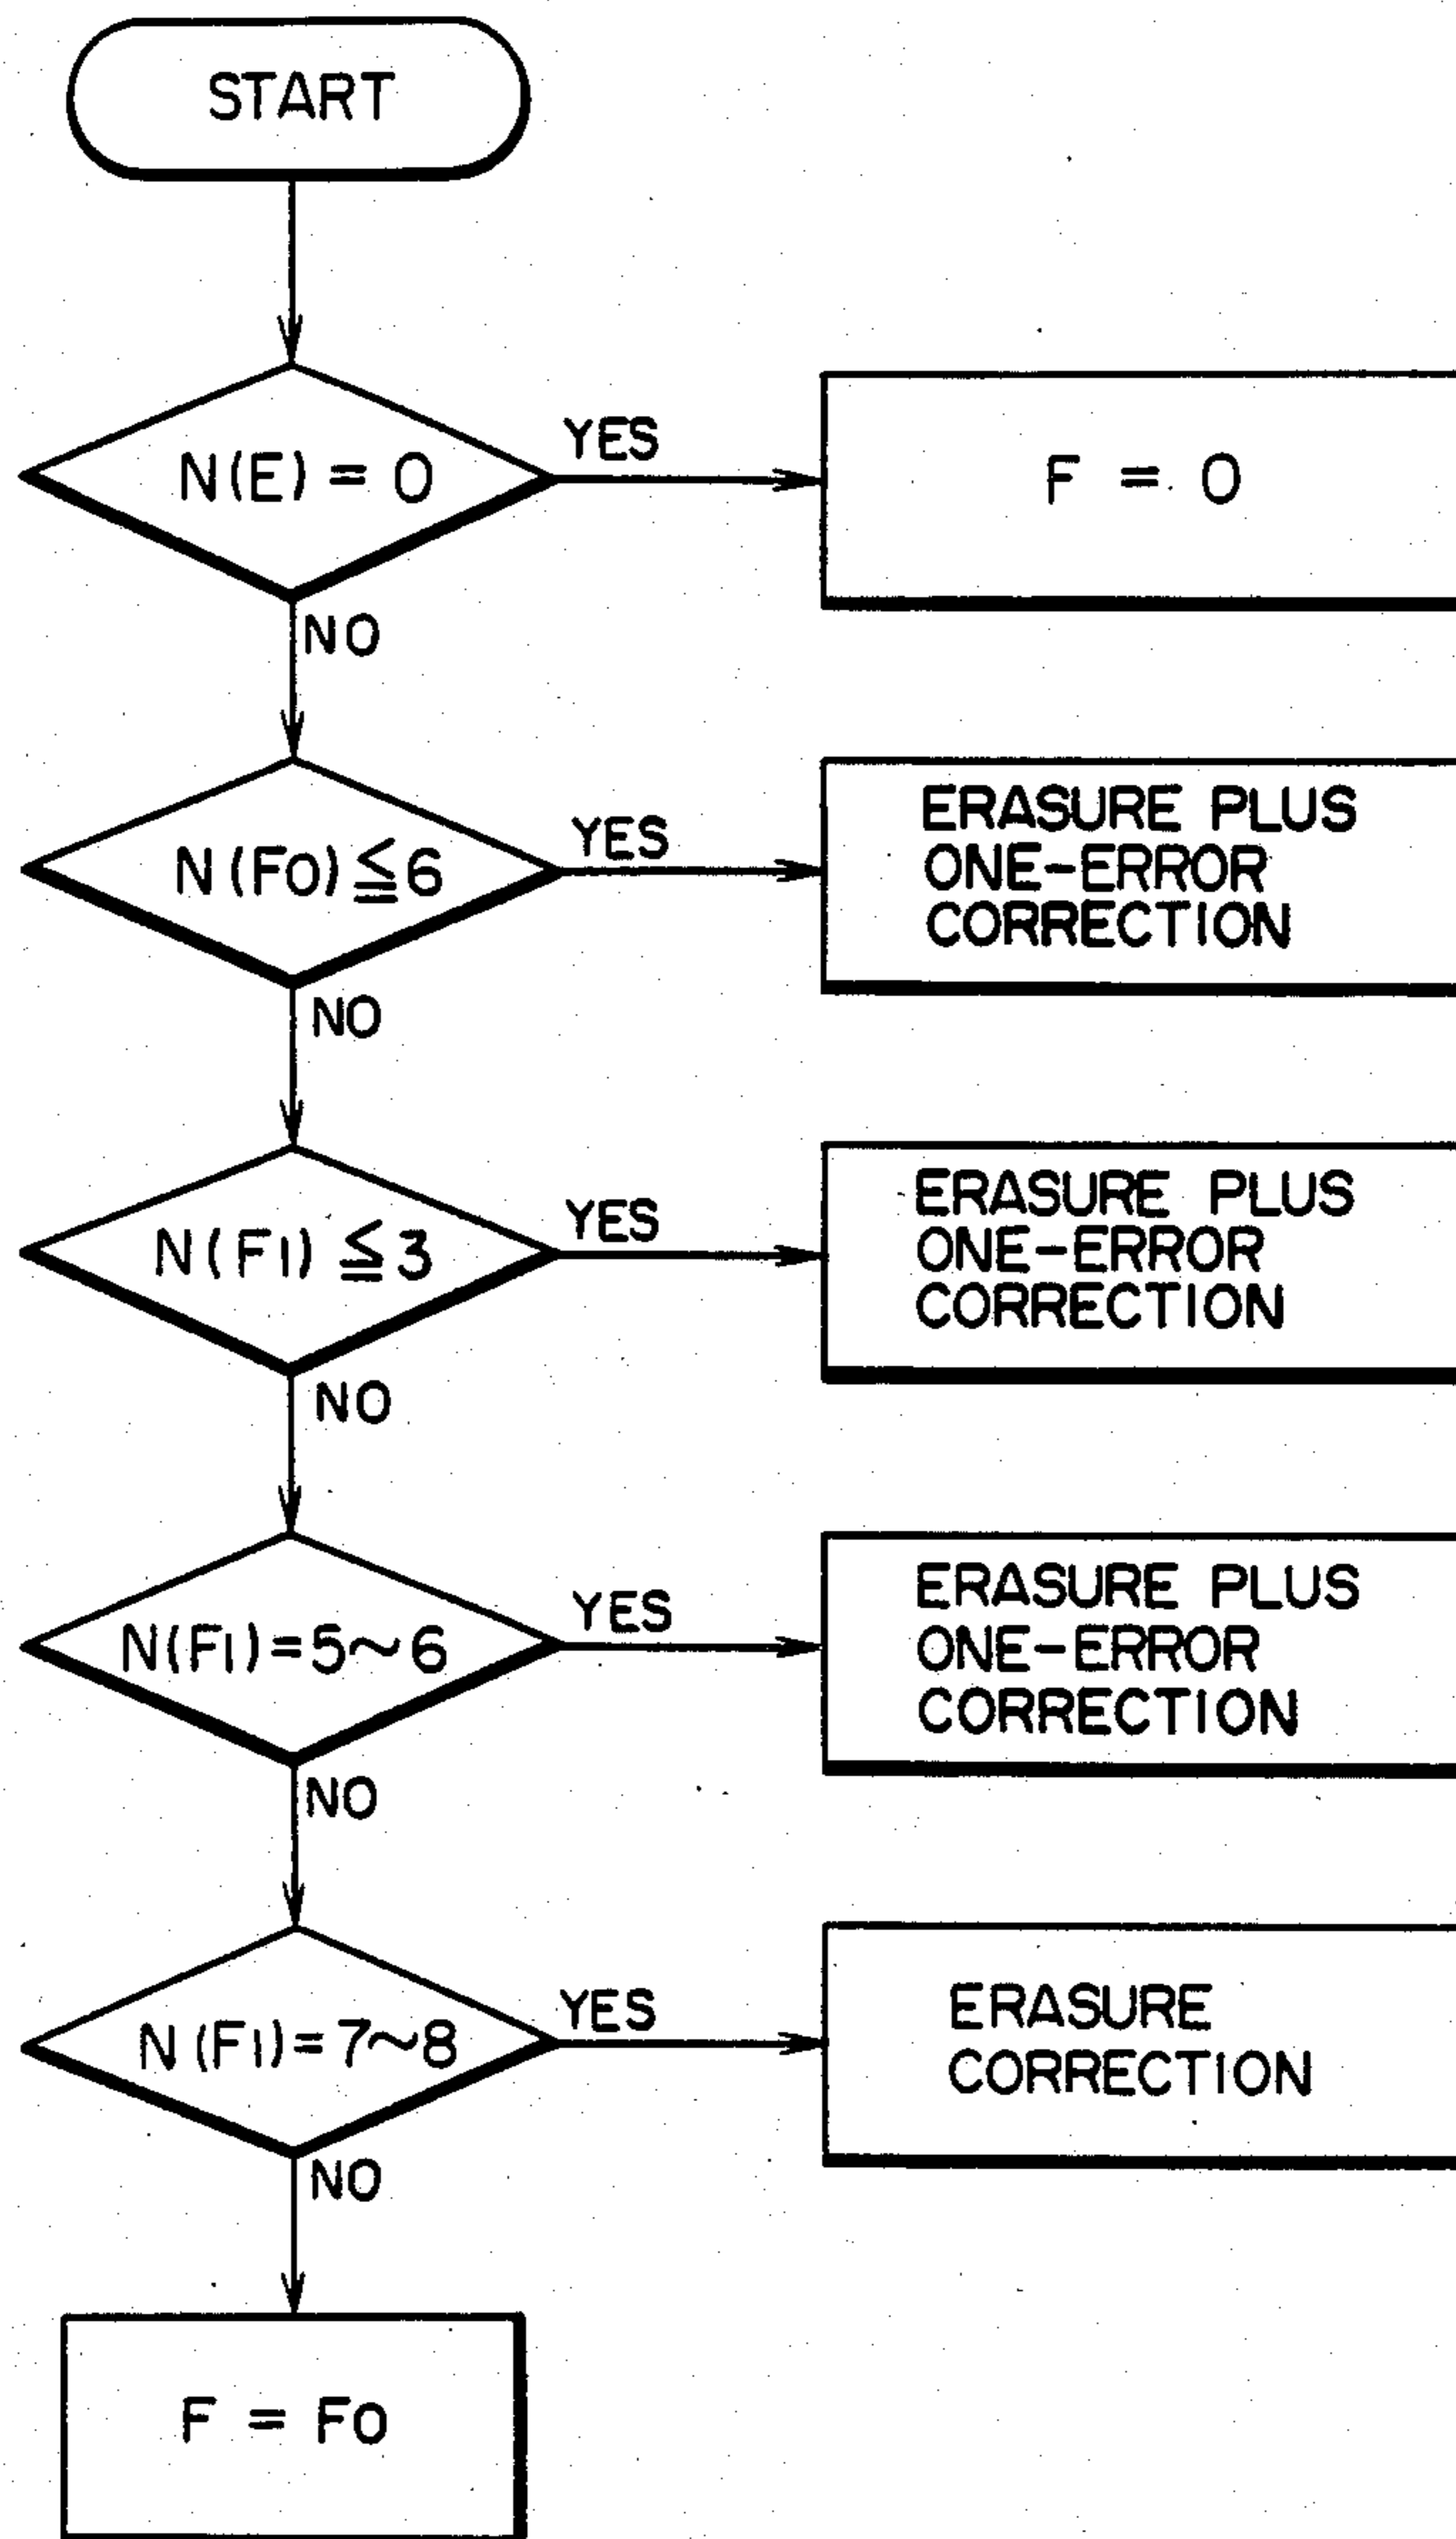 START
N(E) = 0
YES
F = 0
NO
N(F0) ≦ 6
YES
ERASURE PLUS
ONE-ERROR
CORRECTION
NO
N(F1) ≦ 3
YES
ERASURE PLUS
ONE-ERROR
CORRECTION
NO
N(F1) = 5~6
YES
ERASURE PLUS
ONE-ERROR
CORRECTION
NO
N(F1) = 7~8
YES
ERASURE
CORRECTION
NO
F = F0